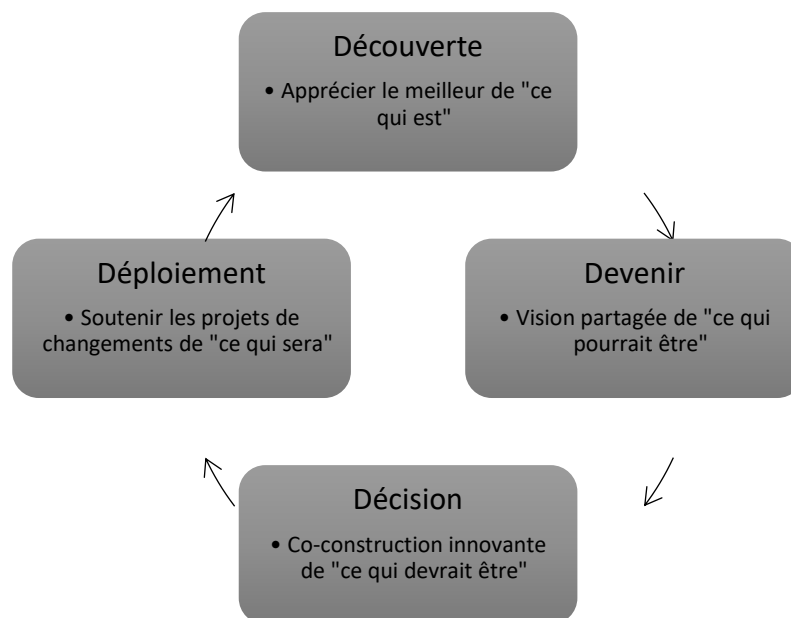 Découverte
• Apprécier le meilleur de "ce
qui est"
Devenir
• Vision partagée de "ce qui
pourrait être"
Décision
• Co-construction innovante
de "ce qui devrait être"
Déploiement
• Soutenir les projets de
changements de "ce qui sera"